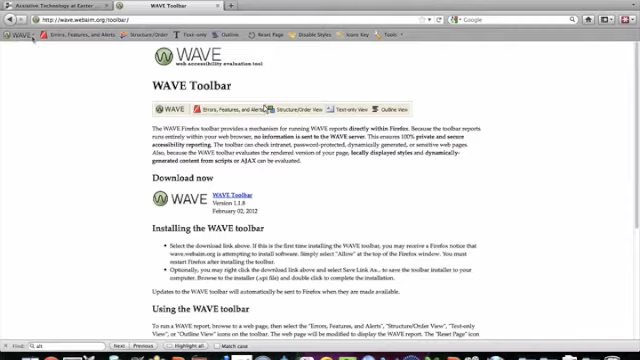 Assistive Technology at Easter ...
WAVE Toolbar
http://wave.webaim.org/toolbar/
Google
WAVE
Errors, Features, and Alerts
Structure/Order
Text-only
Outline
Reset Page
Disable Styles
Icons Key
Tools
WAVE
web accessibility evaluation tool
WAVE Toolbar
WAVE
Errors, Features, and Alerts
Structure/Order View
Text-only View
Outline View
The WAVE Firefox toolbar provides a mechanism for running WAVE reports directly within Firefox. Because the toolbar
runs entirely within your web browser, no information is sent to the WAVE server. This ensures 100% private and secure
accessibility reporting. The toolbar can check intranet, password-protected, dynamically generated, or sensitive web pages.
Also, because the WAVE toolbar evaluates the rendered version of your page, locally displayed styles and dynamically-
generated content from scripts or AJAX can be evaluated.
Download now
WAVE
WAVE Toolbar
Version 1.1.8
February 02, 2012
Installing the WAVE toolbar
• Select the download link above. If this is the first time installing the WAVE toolbar, you may receive a Firefox notice that
www.webaim.org is attempting to install software. Simply select "Allow" at the top of the Firefox window. You must
restart Firefox after installing the toolbar.
• Optionally, you may right click the download link and select Save Link As... to save the toolbar installer to your
computer. Browse to the installer (.xpi file) and double click to complete the installation.
Updates to the WAVE toolbar will automatically be sent to Firefox when they are made available.
Using the WAVE toolbar
To run a WAVE report, browse to a web page, then select the "Errors, Features, and Alerts", "Structure/Order View", "Text-only
View", or "Outline View" icons on the toolbar. The web page will be modified to display the WAVE report. The "Reset Page" icon
Find:
alt
Next
Previous
Highlight all
Match case